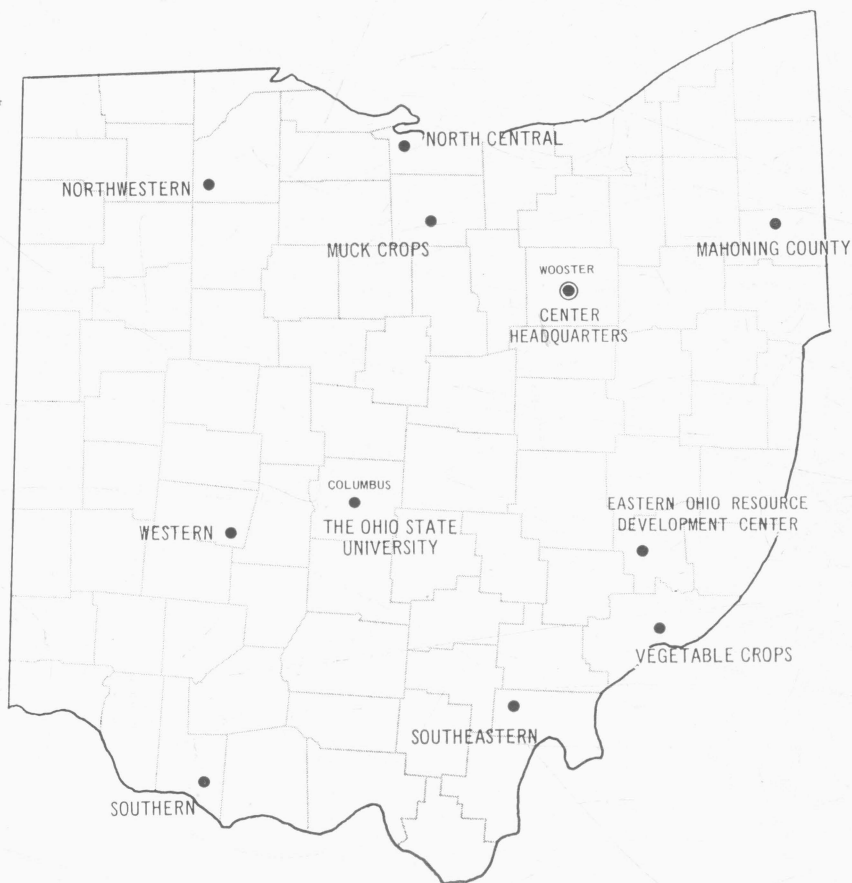 NORTH CENTRAL
NORTHWESTERN
MUCK CROPS
MAHONING COUNTY
WOOSTER
CENTER
HEADQUARTERS
COLUMBUS
THE OHIO STATE
UNIVERSITY
WESTERN
EASTERN OHIO RESOURCE
DEVELOPMENT CENTER
VEGETABLE CROPS
SOUTHEASTERN
SOUTHERN